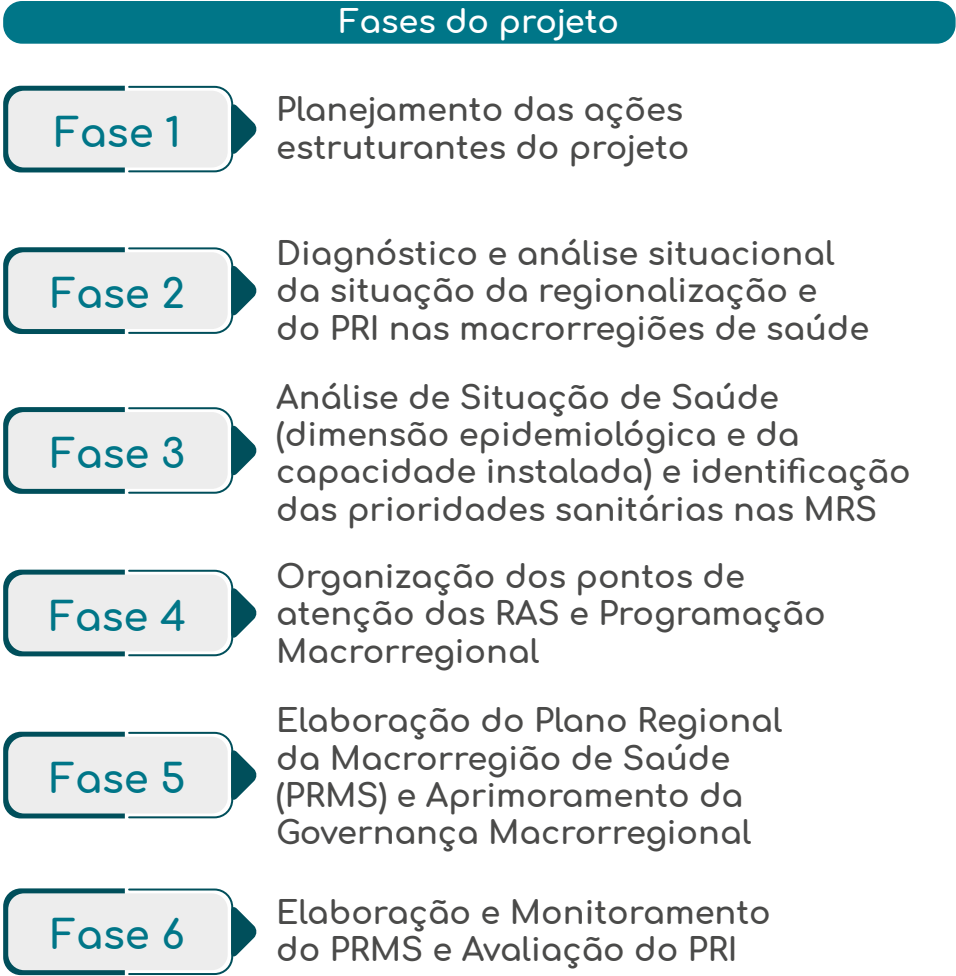 Fases do projeto
Fase 1
Planejamento das ações
estruturantes do projeto
Fase 2
Diagnóstico e análise situacional
da situação da regionalização e
do PRI nas macrorregiões de saúde
Fase 3
Análise de Situação de Saúde
(dimensão epidemiológica e da
capacidade instalada) e identificação
das prioridades sanitárias nas MRS
Fase 4
Organização dos pontos de
atenção das RAS e Programação
Macrorregional
Fase 5
Elaboração do Plano Regional
da Macrorregião de Saúde
(PRMS) e Aprimoramento da
Governança Macrorregional
Fase 6
Elaboração e Monitoramento
do PRMS e Avaliação do PRI